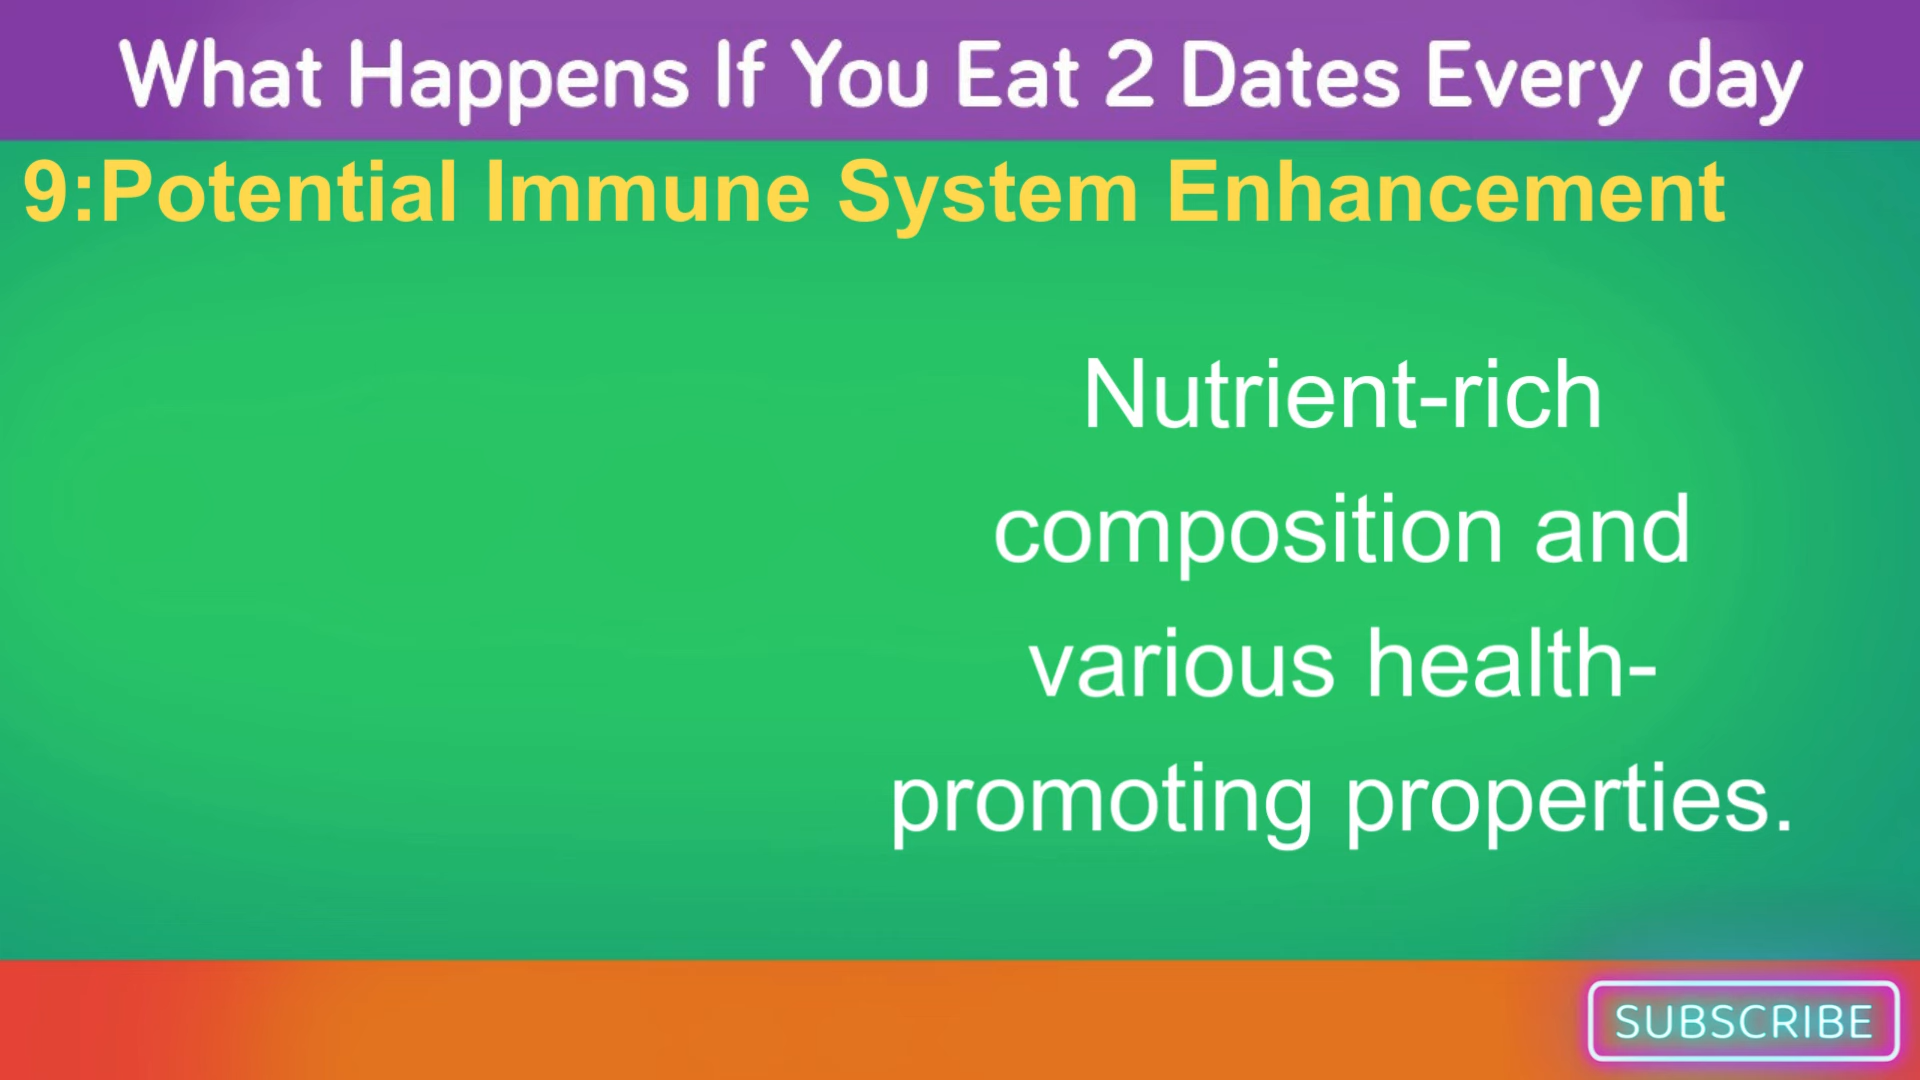 What Happens If You Eat 2 Dates Every day
9:Potential Immune System Enhancement
Nutrient-rich
composition and
various health-
promoting properties.
SUBSCRIBE